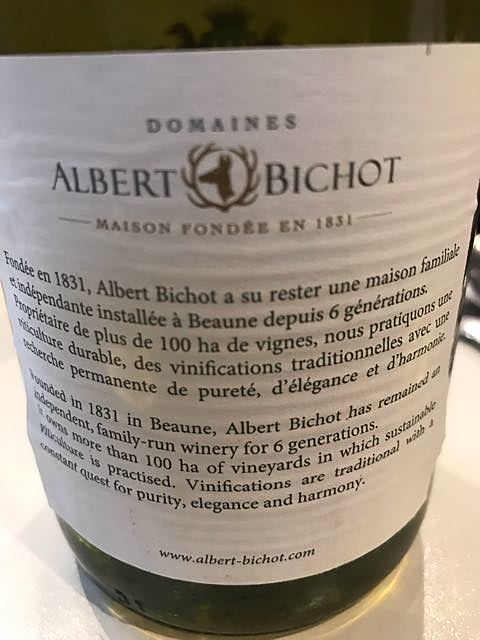 DOMAINES
ALBERT BICHOT
MAISON FONDÉE EN 1831
Fondée en 1831, Albert Bichot a su rester une maison familiale
et indépendante installée à Beaune depuis 6 générations.
Propriétaire de plus de 100 ha de vignes, nous pratiquons une
viticulture durable, des vinifications traditionnelles avec une
recherche permanente de pureté, d'élégance et d'harmonie.
Founded in 1831 in Beaune, Albert Bichot has remained an
independent, family-run winery for 6 generations.
It owns more than 100 ha of vineyards in which sustainable
viticulture is practised. Vinifications are traditional with a
constant quest for purity, elegance and harmony.
www.albert-bichot.com